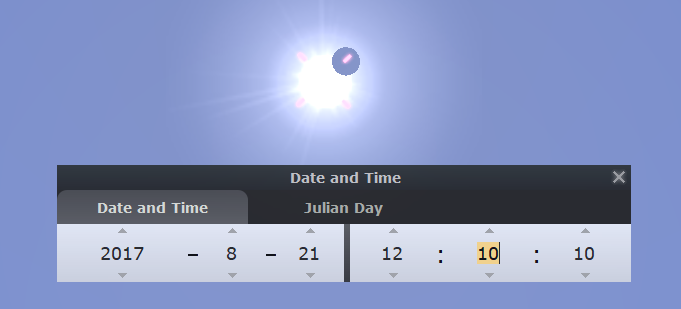 Date and Time
Date and Time Julian Day
2017 – 8 – 21 12 : 10 : 10